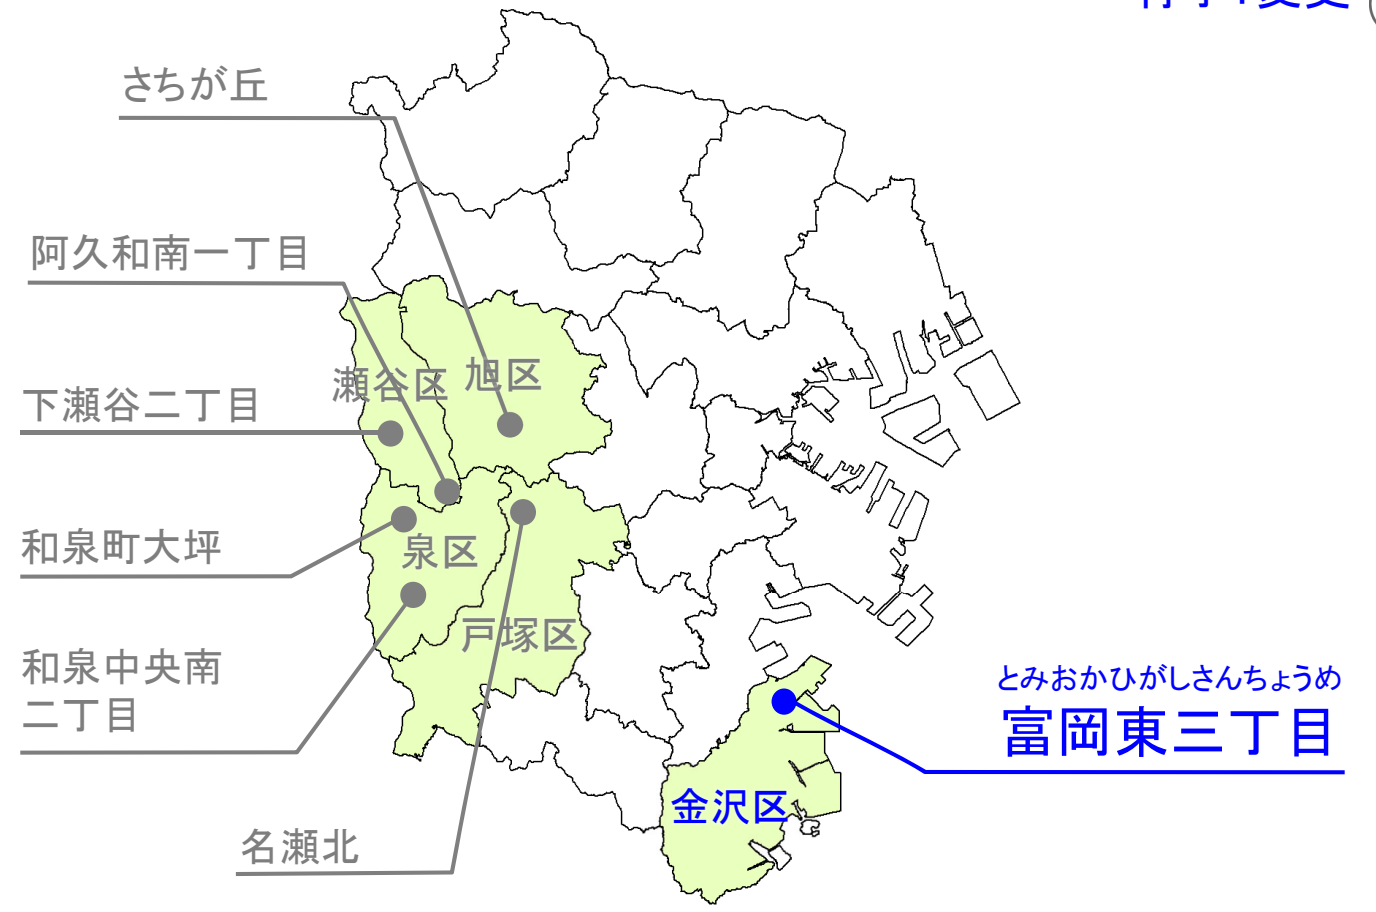 さちが丘
阿久和南一丁目
瀬谷区
旭区
下瀬谷二丁目
和泉町大坪
泉区
戸塚区
和泉中央南
二丁目
とみおかひがしさんちょうめ
富岡東三丁目
金沢区
名瀬北